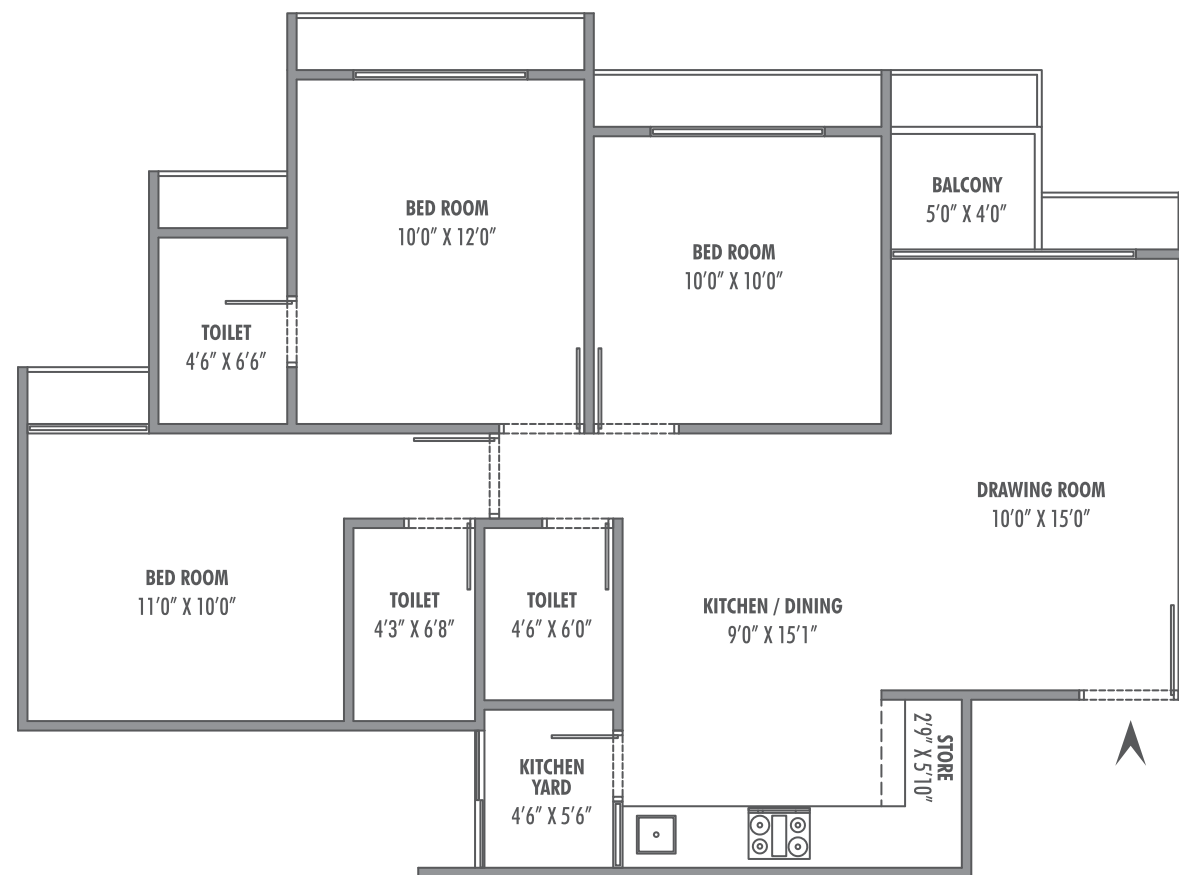 BED ROOM
10’0” X 12’0”
BALCONY
5’0” X 4’0”
BED ROOM
10’0” X 10’0”
TOILET
4’6” X 6’6”
DRAWING ROOM
10’0” X 15’0”
BED ROOM
11’0” X 10’0”
TOILET
4’3” X 6’8”
TOILET
4’6” X 6’0”
KITCHEN / DINING
9’0” X 15’1”
STORE
2’9” X 5’10”
KITCHEN
YARD
4’6” X 5’6”